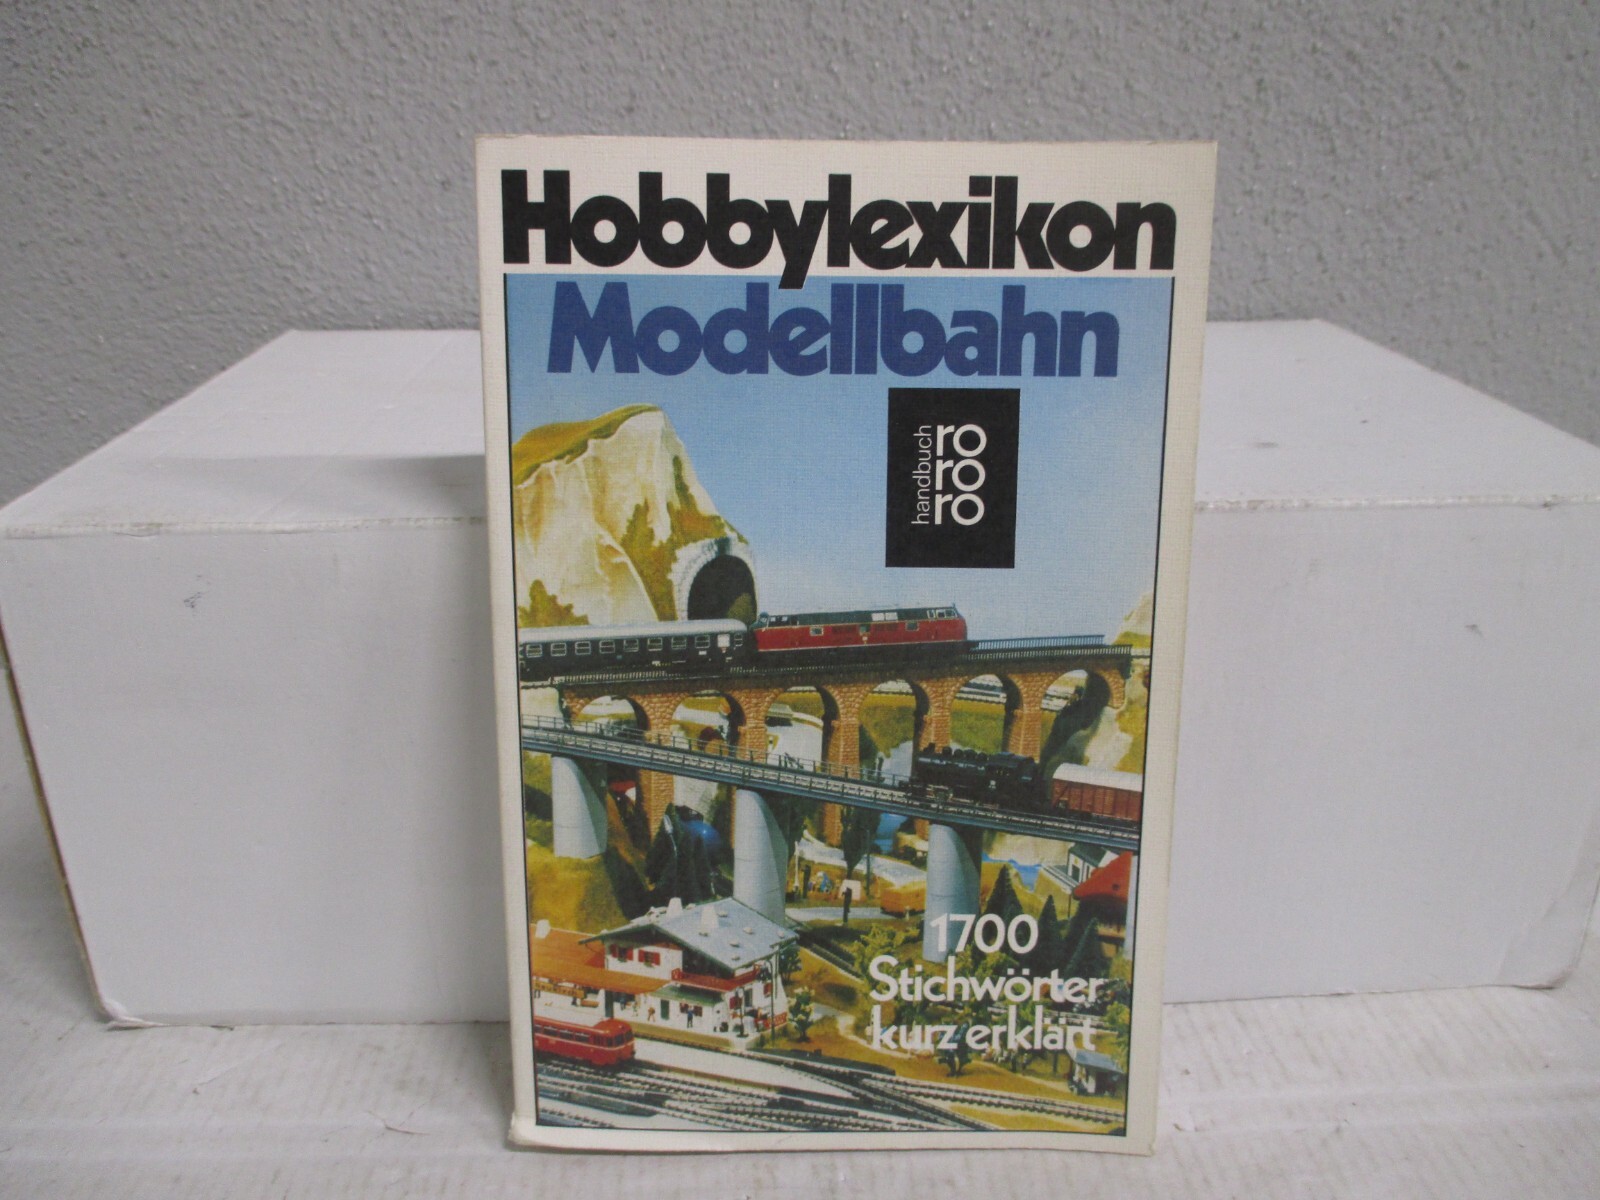 Hobbylexikon
Modellbahn
handbuch
ro
ro
ro
1700
Stichwörter
kurz erklärt